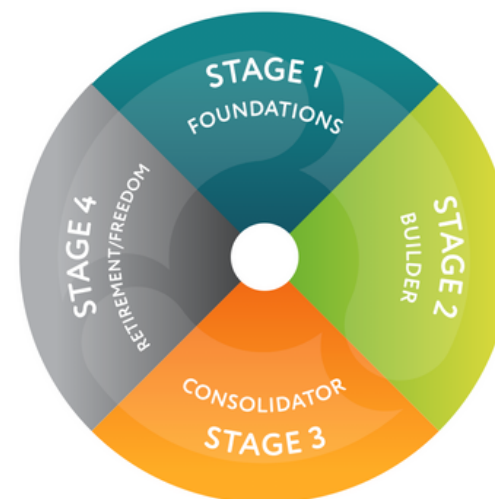 STAGE 1
FOUNDATIONS
STAGE 2
BUILDER
CONSOLIDATOR
STAGE 3
STAGE 4
RETIREMENT/FREEDOM